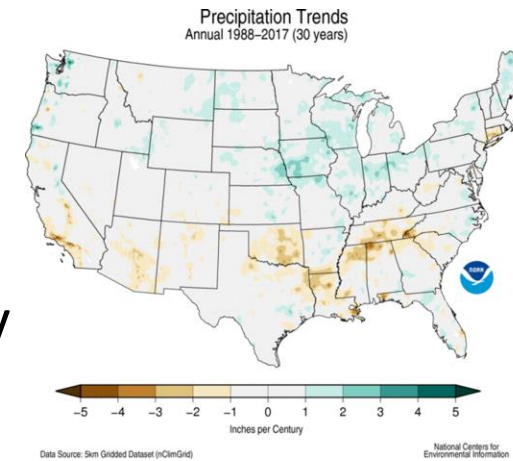 Precipitation Trends
Annual 1988–2017 (30 years)
noaa
y
−5 −4 −3 −2 −1 0 1 2 3 4 5
Inches per Century
Data Source: 5km Gridded Dataset (nClimGrid)
National Centers for
Environmental Information